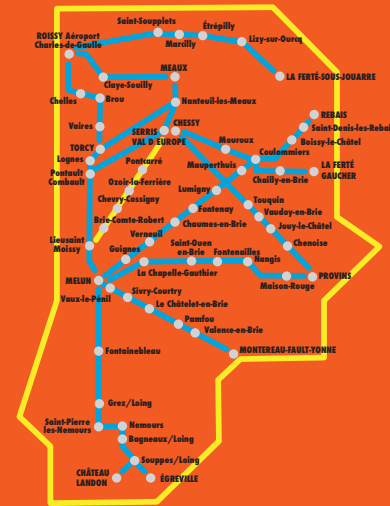 Saint-Soupplets
Étrépilly
ROISSY Aéroport
Charles-de-Gaulle
Marcilly
Lizy-sur-Ourcq
MEAUX
LA FERTÉ-SOUS-JOUARRE
Claye-Souilly
Chelles
Brou
Nanteuil-les-Meaux
REBAIS
Vaires
SERRIS
VAL D EUROPE
CHESSY
Saint-Denis-les-Rebais
Boissy-le-Châtel
TORCY
Mouroux
Coulommiers
Lognes
Pontcarré
Mauperthuis
LA FERTÉ
GAUCHER
Pontault
Combault
Chailly-en-Brie
Ozoir-la-Ferrière
Lumigny
Chevry-Cossigny
Touquin
Fontenay
Vaudoy-en-Brie
Brie-Comte-Robert
Chaumes-en-Brie
Jouy-le-Châtel
Verneuil
Lieusaint
Moissy
Guignes
Saint-Ouen
en-Brie
Fontenailles
Chenoise
Nangis
La Chapelle-Gauthier
PROVINS
MELUN
Maison-Rouge
Sivry-Courtry
Vaux-le-Pénil
Le Châtelet-en-Brie
Pamfou
Valence-en-Brie
Fontainebleau
MONTEREAU-FAULT-YONNE
Grez/Loing
Saint-Pierre
les-Nemours
Nemours
Bagneaux/Loing
Souppes/Loing
CHÂTEAU
LANDON
ÉGREVILLE